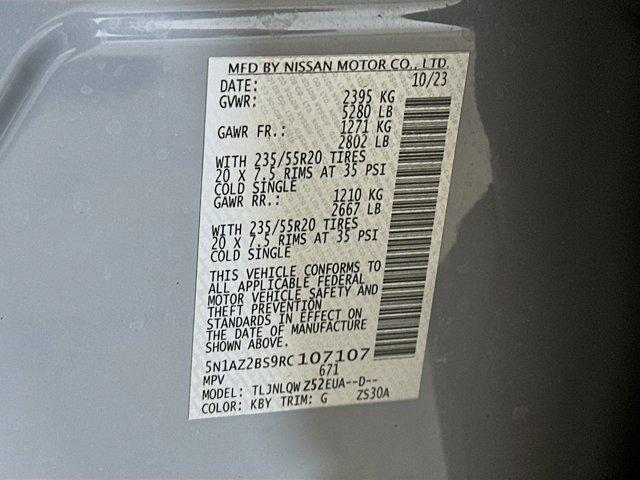 MFD BY NISSAN MOTOR CO., LTD.
DATE: 10/23
GVWR: 2395 KG
5280 LB
GAWR FR.: 1271 KG
2802 LB
WITH 235/55R20 TIRES
20 X 7.5 RIMS AT 35 PSI
COLD SINGLE
GAWR RR.: 1210 KG
2667 LB
WITH 235/55R20 TIRES
20 X 7.5 RIMS AT 35 PSI
COLD SINGLE
THIS VEHICLE CONFORMS TO
ALL APPLICABLE FEDERAL
MOTOR VEHICLE SAFETY AND
THEFT PREVENTION
STANDARDS IN EFFECT ON
THE DATE OF MANUFACTURE
SHOWN ABOVE.
5N1AZ2BS9RC107107
MPV 671
MODEL: TLJNLQW Z52EUA--D--
COLOR: KBY TRIM: G ZS30A